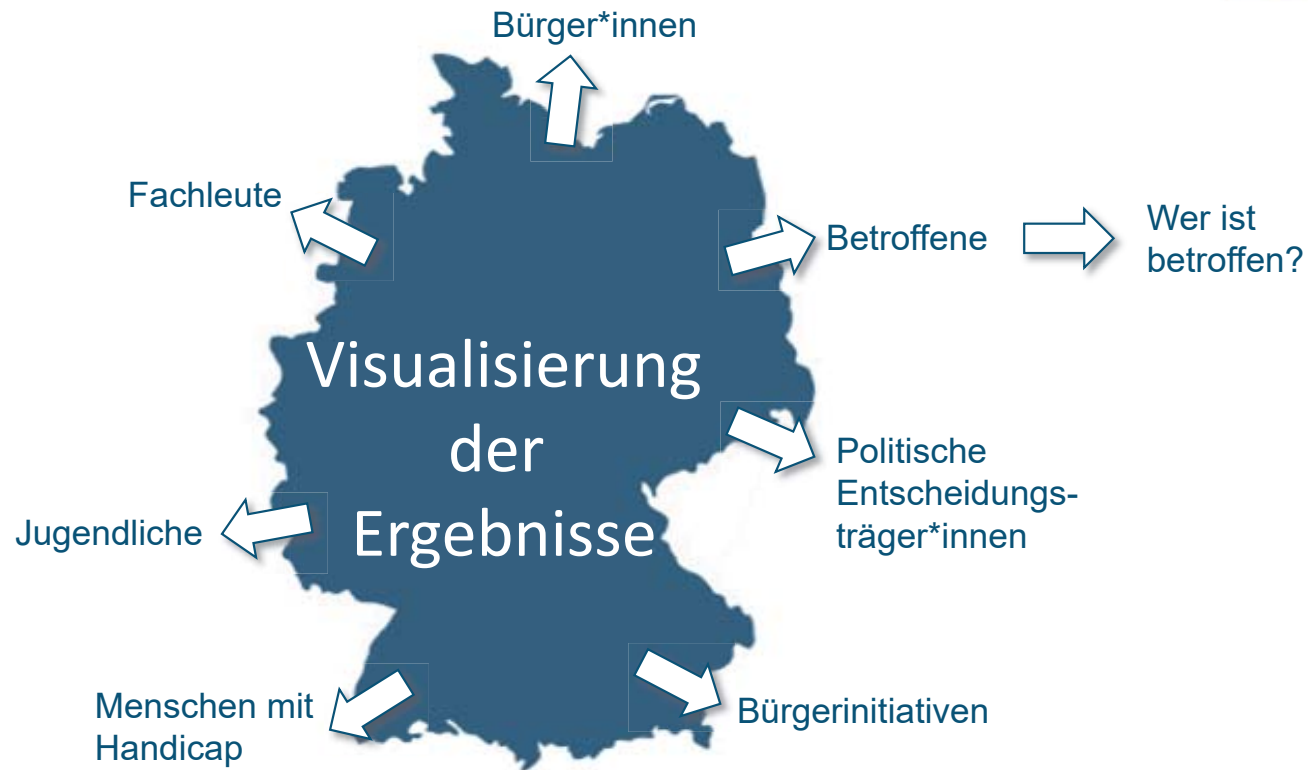 Bürger*innen
Fachleute
Betroffene
Wer ist
betroffen?
Visualisierung
der
Ergebnisse
Politische
Entscheidungs-
träger*innen
Jugendliche
Menschen mit
Handicap
Bürgerinitiativen